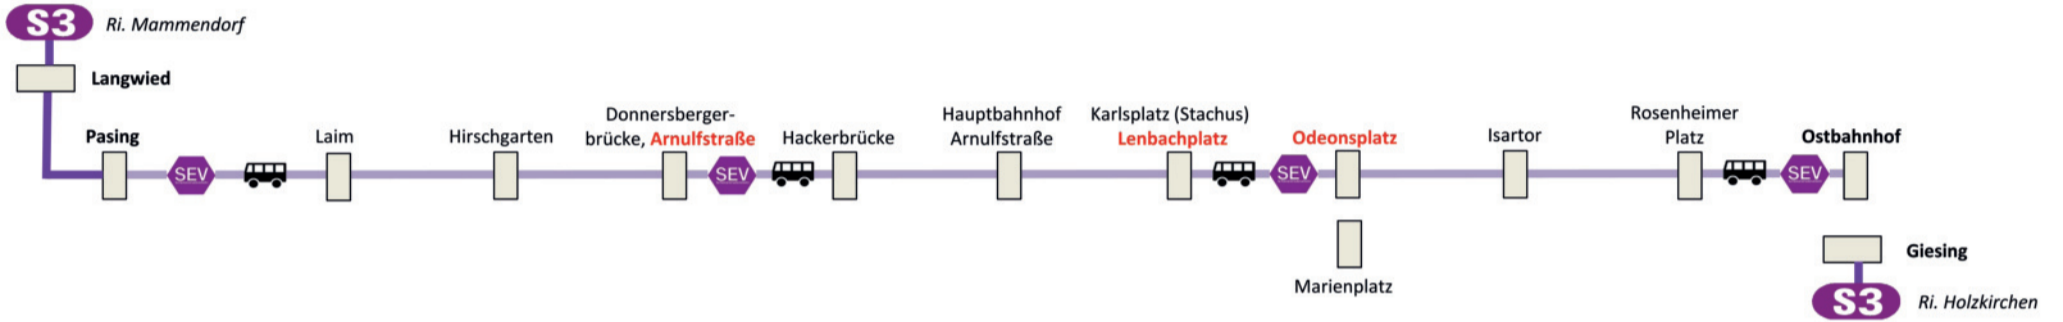 S3 Ri. Mammendorf
Langwied
Pasing
SEV
Laim
Hirschgarten
Donnersberger-
brücke, Arnulfstraße
SEV
Hackerbrücke
Hauptbahnhof
Arnulfstraße
Karlsplatz (Stachus)
Lenbachplatz
SEV
Odeonsplatz
Marienplatz
Isartor
Rosenheimer
Platz
SEV
Ostbahnhof
Giesing
S3 Ri. Holzkirchen